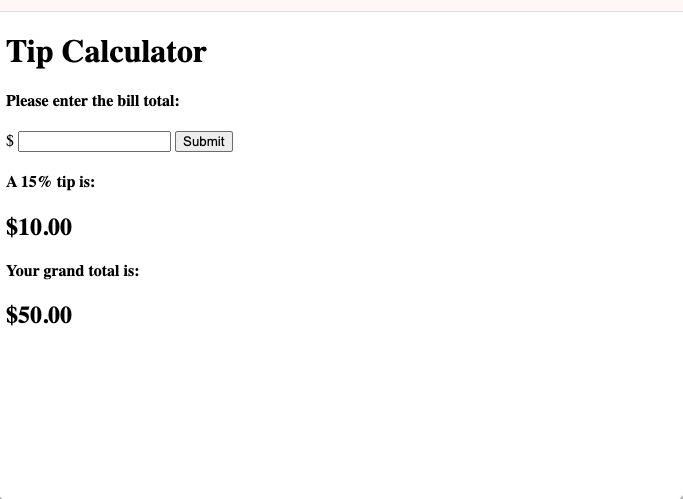 Tip Calculator
Please enter the bill total:
$ Submit
A 15% tip is:
$10.00
Your grand total is:
$50.00